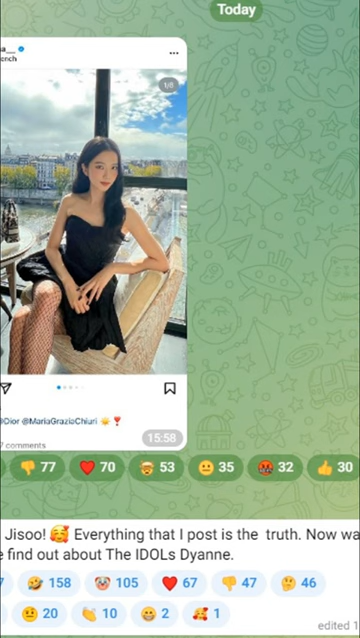 Today
ench
1/8
@Dior @MariaGraziaChiuri
7 comments
15:58
77 70 53 35 32 30
Jisoo! 🥰 Everything that I post is the truth. Now wa
e find out about The IDOLs Dyanne.
7 158 105 67 47 46
20 10 2 1
edited 1